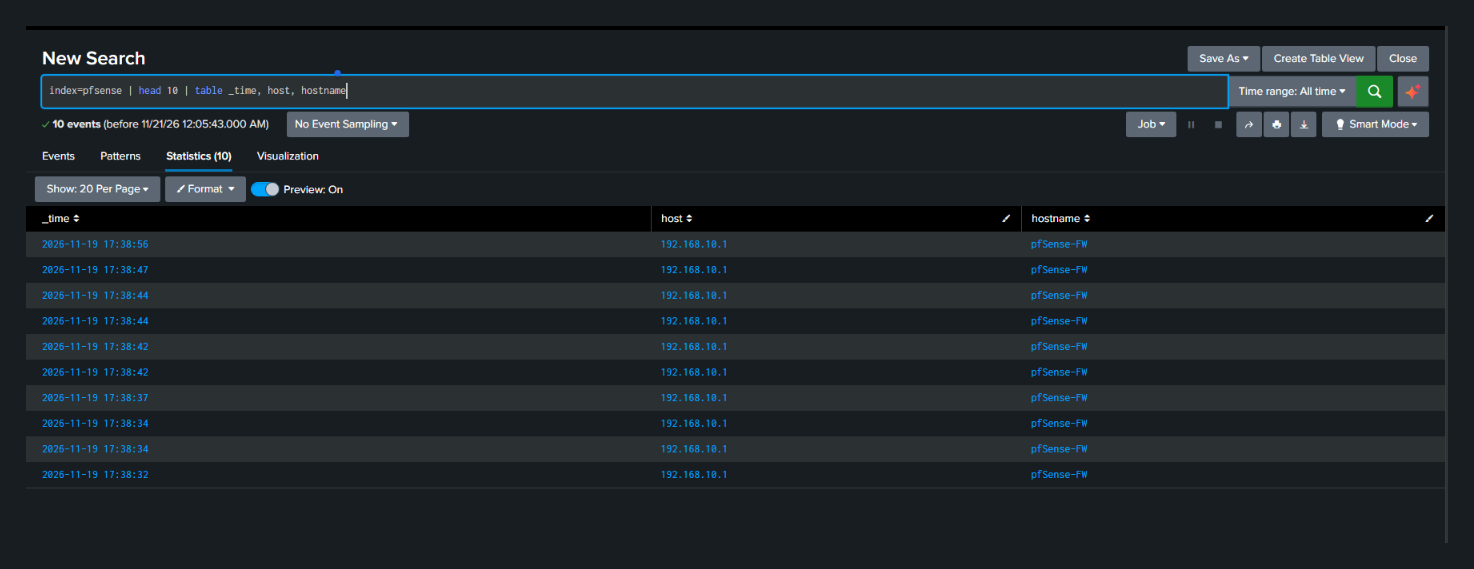 New Search
Save As Create Table View Close
index=pfsense | head 10 | table _time, host, hostname
Time range: All time
10 events (before 11/21/26 12:05:43.000 AM)
No Event Sampling
Job
Smart Mode
Events Patterns Statistics (10) Visualization
Show: 20 Per Page Format Preview: On
_time host hostname
2026-11-19 17:38:56 192.168.10.1 pfSense-FW
2026-11-19 17:38:47 192.168.10.1 pfSense-FW
2026-11-19 17:38:44 192.168.10.1 pfSense-FW
2026-11-19 17:38:44 192.168.10.1 pfSense-FW
2026-11-19 17:38:42 192.168.10.1 pfSense-FW
2026-11-19 17:38:42 192.168.10.1 pfSense-FW
2026-11-19 17:38:37 192.168.10.1 pfSense-FW
2026-11-19 17:38:34 192.168.10.1 pfSense-FW
2026-11-19 17:38:34 192.168.10.1 pfSense-FW
2026-11-19 17:38:32 192.168.10.1 pfSense-FW